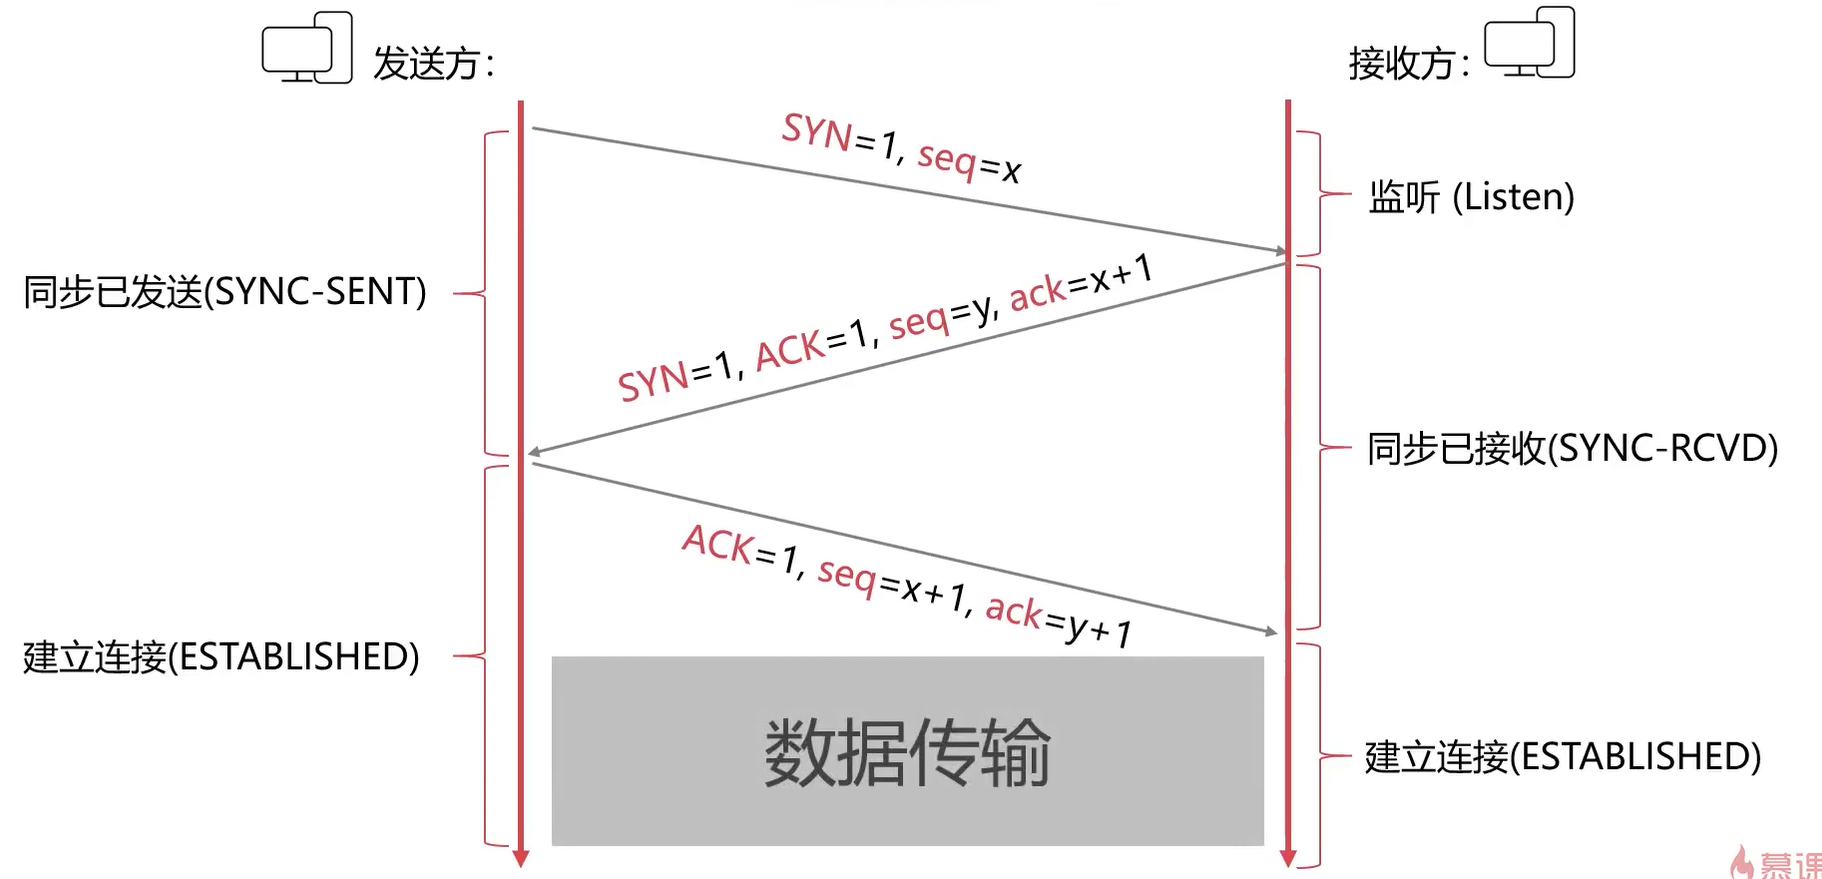 发送方：
接收方：
SYN=1, seq=x
监听 (Listen)
同步已发送(SYNC-SENT)
SYN=1, ACK=1, seq=y, ack=x+1
同步已接收(SYNC-RCVD)
ACK=1, seq=x+1, ack=y+1
建立连接(ESTABLISHED)
数据传输
建立连接(ESTABLISHED)
慕课